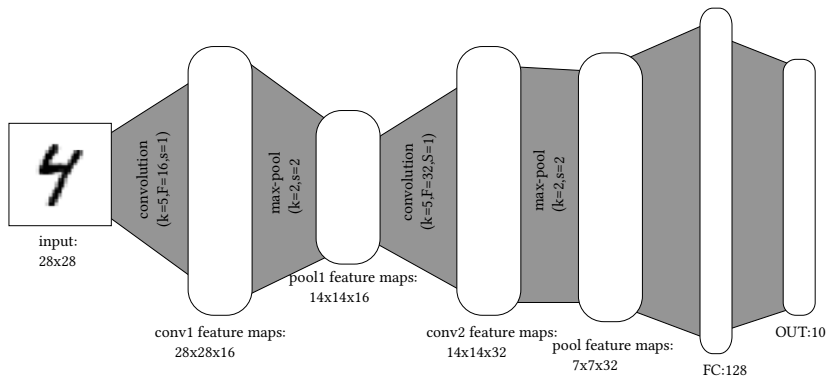 4
input:
28x28
convolution
(k=5,F=16,s=1)
conv1 feature maps:
28x28x16
max-pool
(k=2,s=2
pool1 feature maps:
14x14x16
convolution
(k=5,F=32,S=1)
conv2 feature maps:
14x14x32
max-pool
(k=2,s=2
pool feature maps:
7x7x32
FC:128
OUT:10